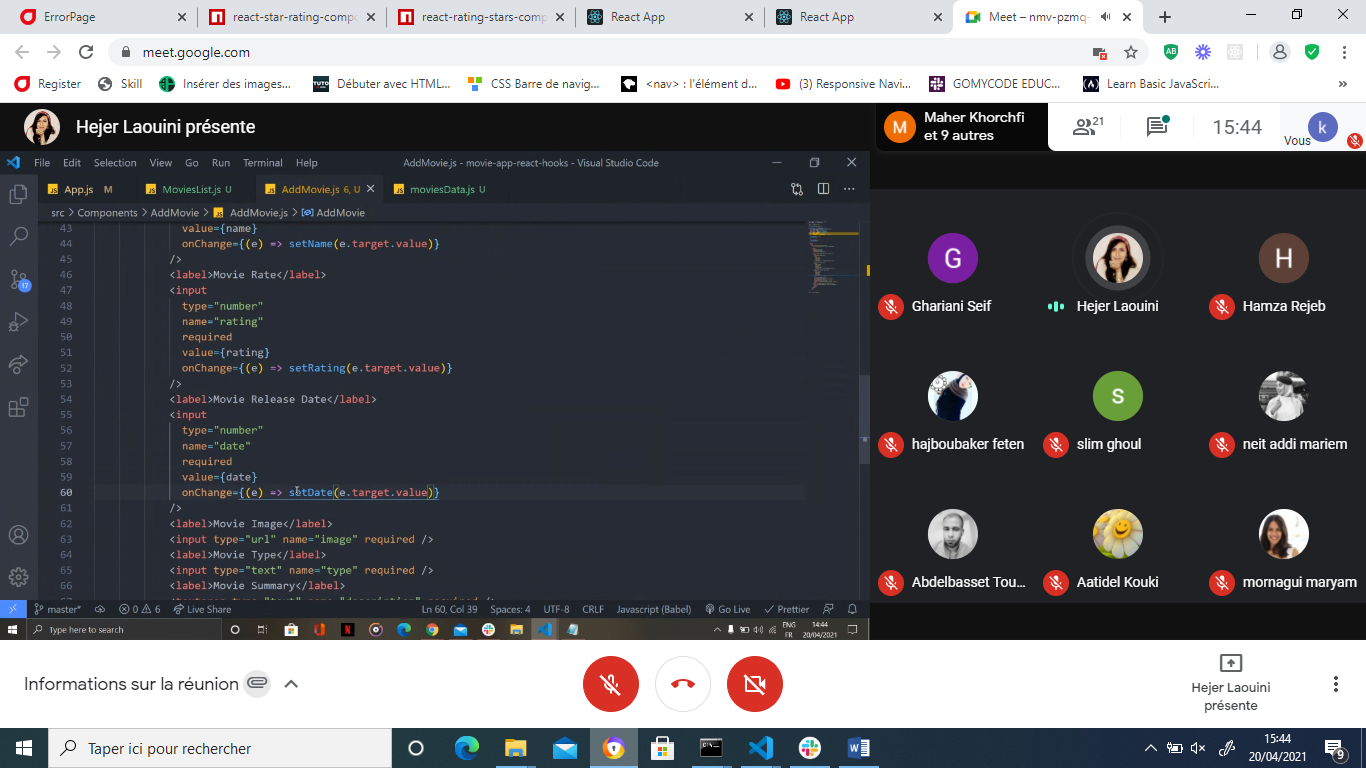 ErrorPage
react-star-rating-compo
react-rating-stars-comp
React App
React App
Meet – nmv-pzmq-
meet.google.com
Register
Skill
Insérer des images...
TUTO
Débuter avec HTML...
CSS Barre de navig...
<nav> : l'élément d...
(3) Responsive Navi...
GOMYCODE EDUC...
Learn Basic JavaScri...
Hejer Laouini présente
M
Maher Khorchfi
et 9 autres
21
15:44
Vous
k
File Edit Selection View Go Run Terminal Help
AddMovie.js - movie-app-react-hooks - Visual Studio Code
App.js M
MoviesList.js U
AddMovie.js 6, U
moviesData.js U
src > Components > AddMovie > AddMovie.js > AddMovie
43 value={name}
44 onChange={(e) => setName(e.target.value)}
45 />
46 <label>Movie Rate</label>
47 <input
48 type="number"
49 name="rating"
50 required
51 value={rating}
52 onChange={(e) => setRating(e.target.value)}
53 />
54 <label>Movie Release Date</label>
55 <input
56 type="number"
57 name="date"
58 required
59 value={date}
60 onChange={(e) => setDate(e.target.value)}
61 />
62 <label>Movie Image</label>
63 <input type="url" name="image" required />
64 <label>Movie Type</label>
65 <input type="text" name="type" required />
66 <label>Movie Summary</label>
17
master*
0 6
Live Share
Ln 60, Col 39
Spaces: 4
UTF-8
CRLF
Javascript (Babel)
Go Live
Prettier
Type here to search
ENG
FR
14:44
20/04/2021
G
Ghariani Seif
Hejer Laouini
H
Hamza Rejeb
hajboubaker feten
s
slim ghoul
neit addi mariem
Abdelbasset Tou...
Aatidel Kouki
mornagui maryam
Informations sur la réunion
Hejer Laouini
présente
Taper ici pour rechercher
15:44
20/04/2021
9